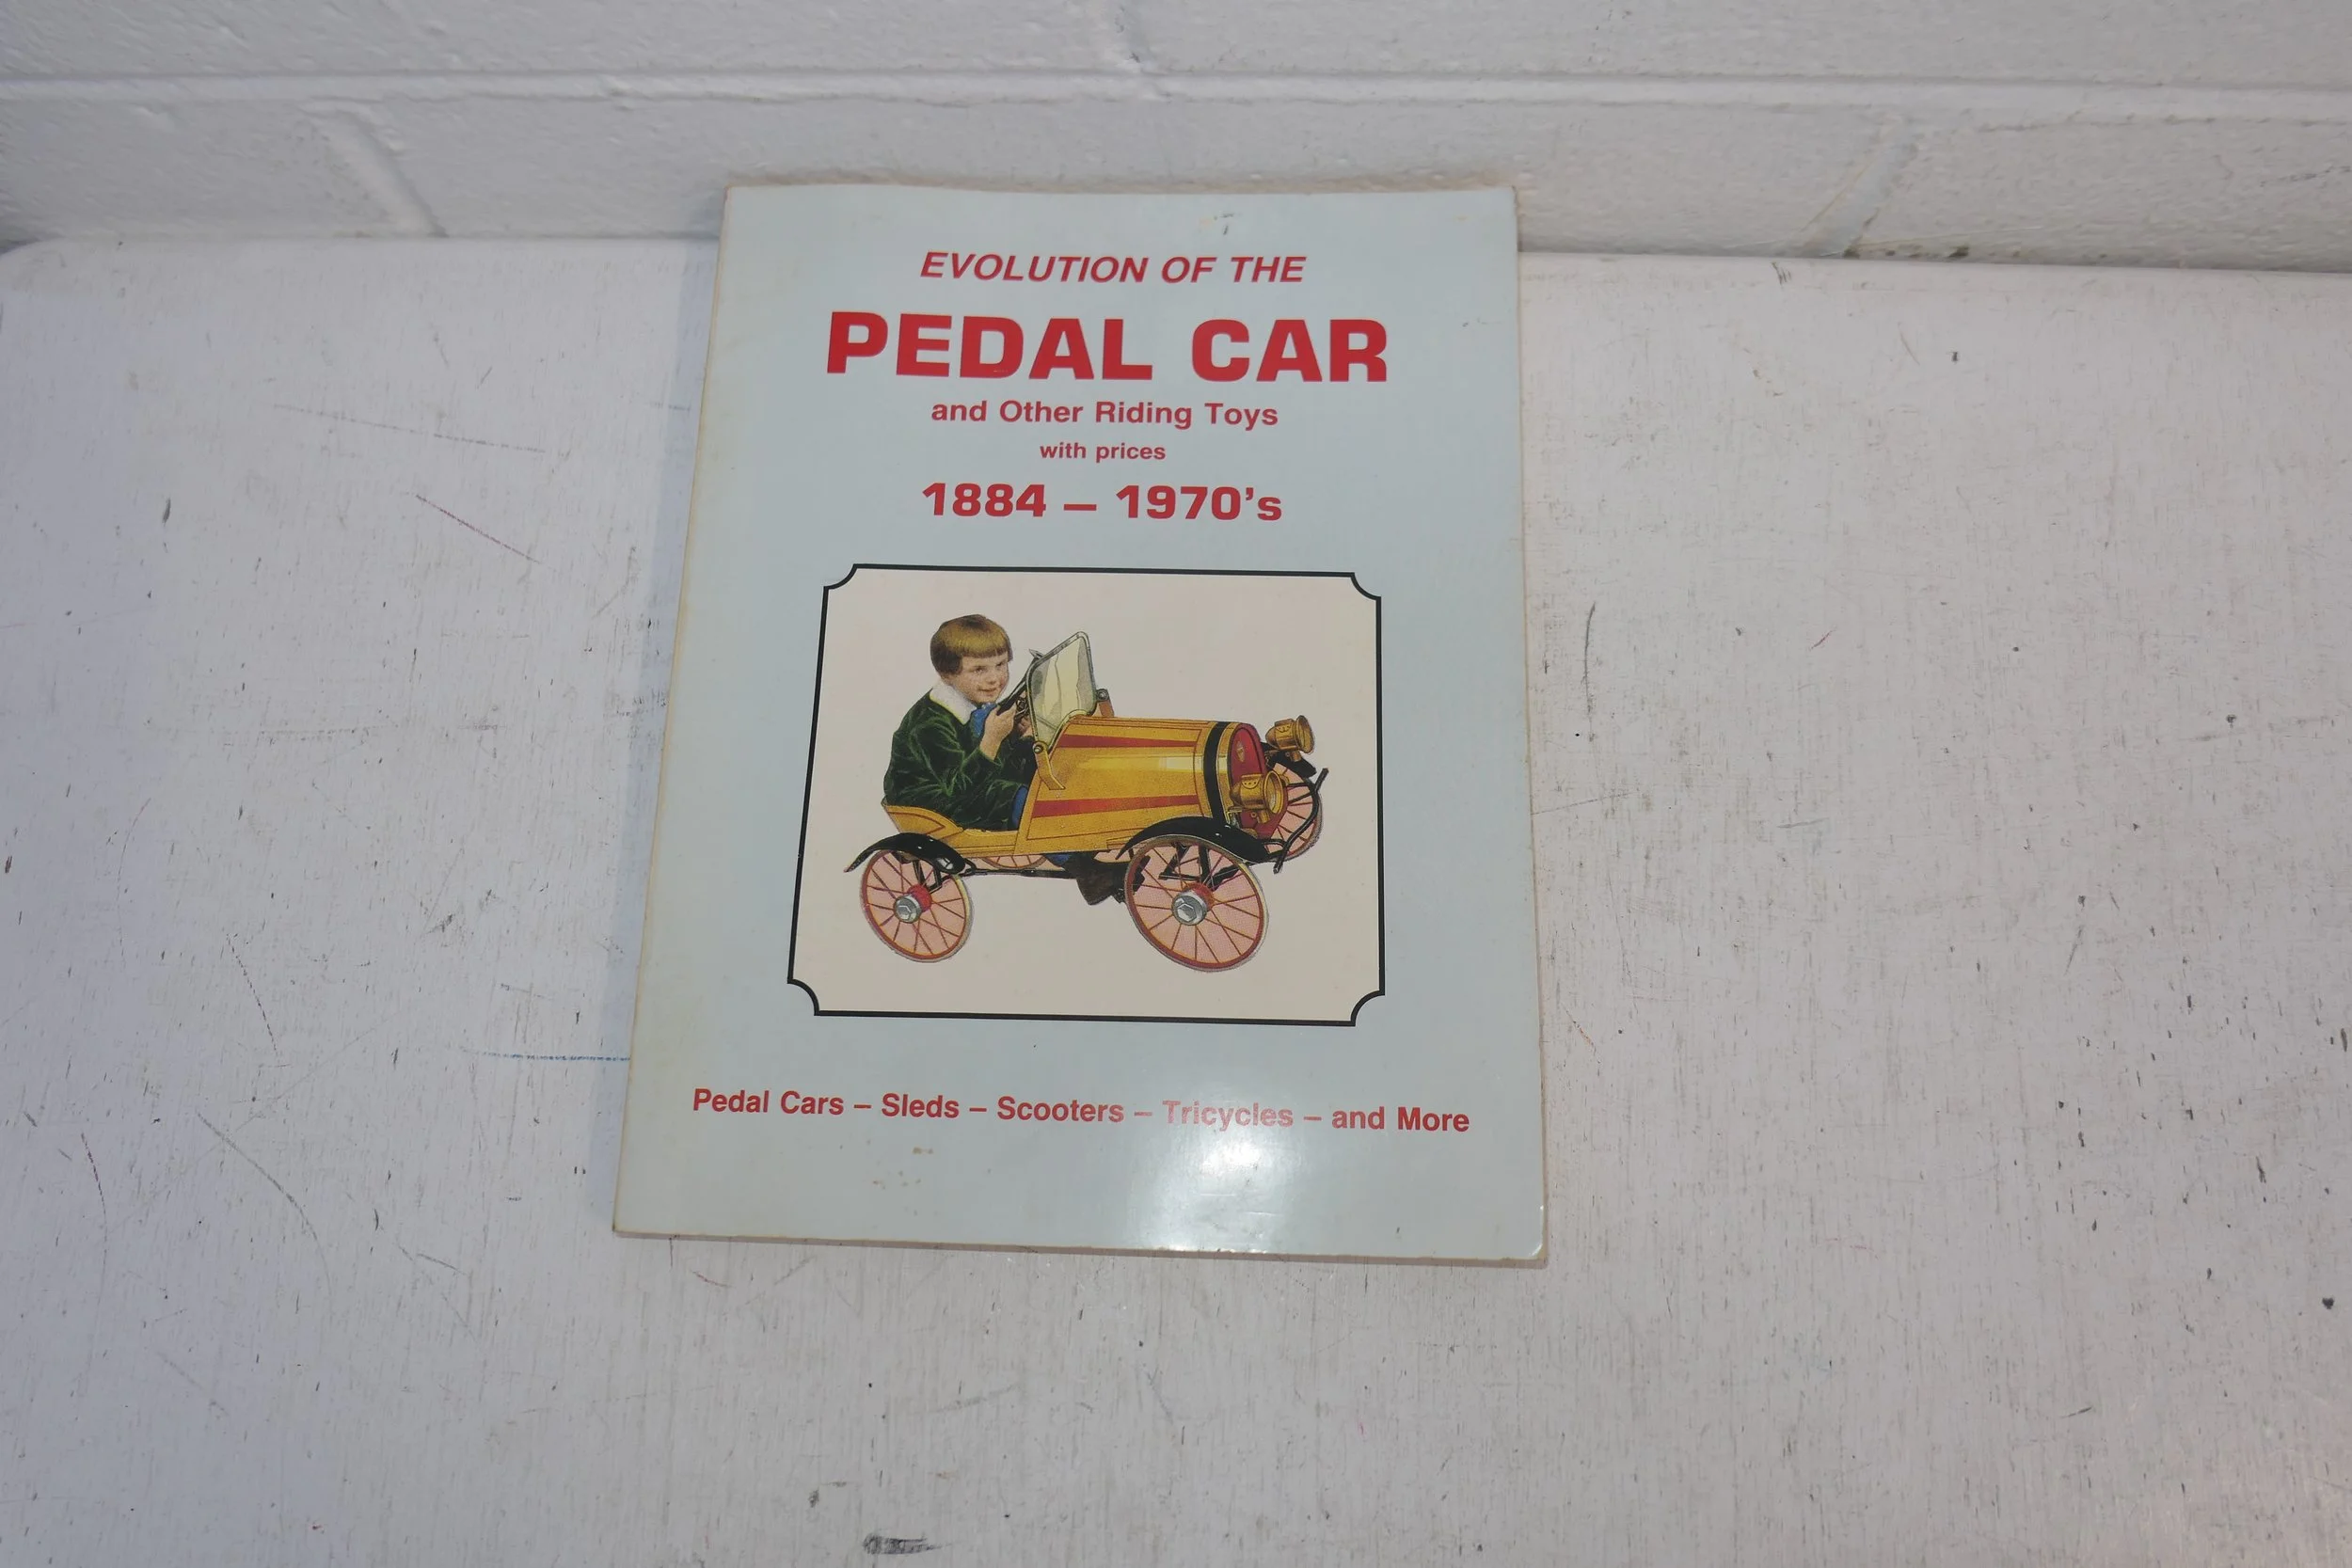 EVOLUTION OF THE
PEDAL CAR
and Other Riding Toys
with prices
1884 – 1970's
Pedal Cars – Sleds – Scooters – Tricycles – and More